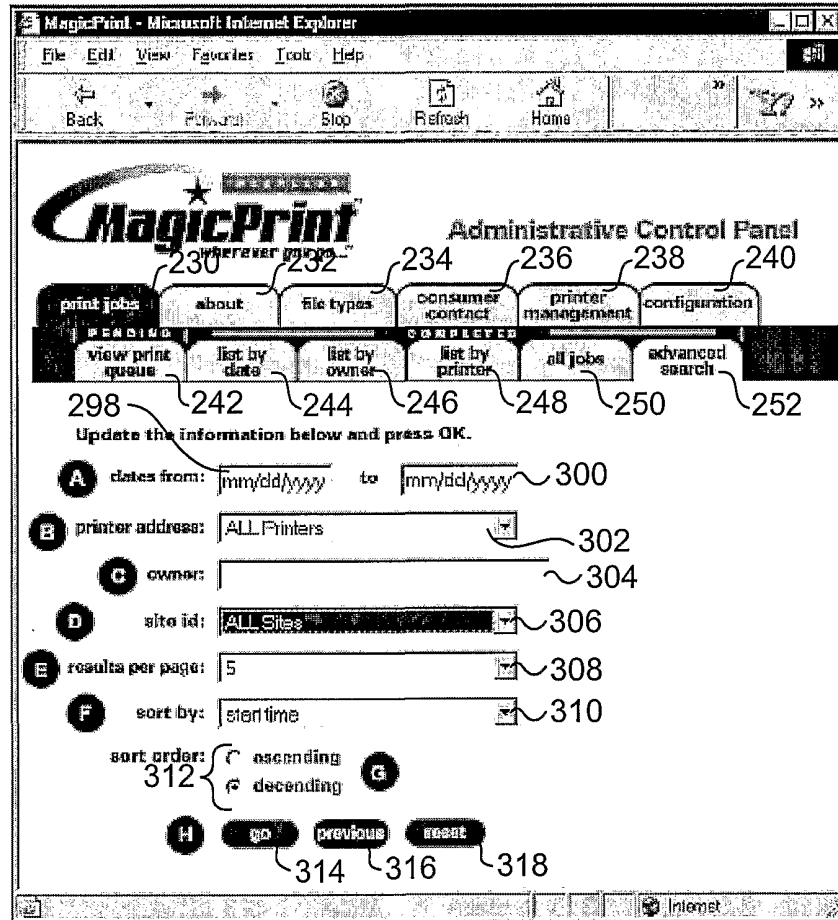 MagicPrint - Microsoft Internet Explorer
File Edit View Favorites Tools Help
Back Forward Stop Refresh Home » »
MagicPrint™
wherever you go...™
Administrative Control Panel
230 232 234 236 238 240
print jobs about file types consumer contact printer management configuration
PENDING COMPLETED
view print queue list by date list by owner list by printer all jobs advanced search
298 242 244 246 248 250 252
Update the information below and press OK.
A dates from: mm/dd/yyyy to mm/dd/yyyy 300
B printer address: ALL Printers 302
C owner: 304
D site id: ALL Sites 306
E results per page: 5 308
F sort by: start time 310
sort order: ascending
312 G
decending
H go previous reset
314 316 318
Internet